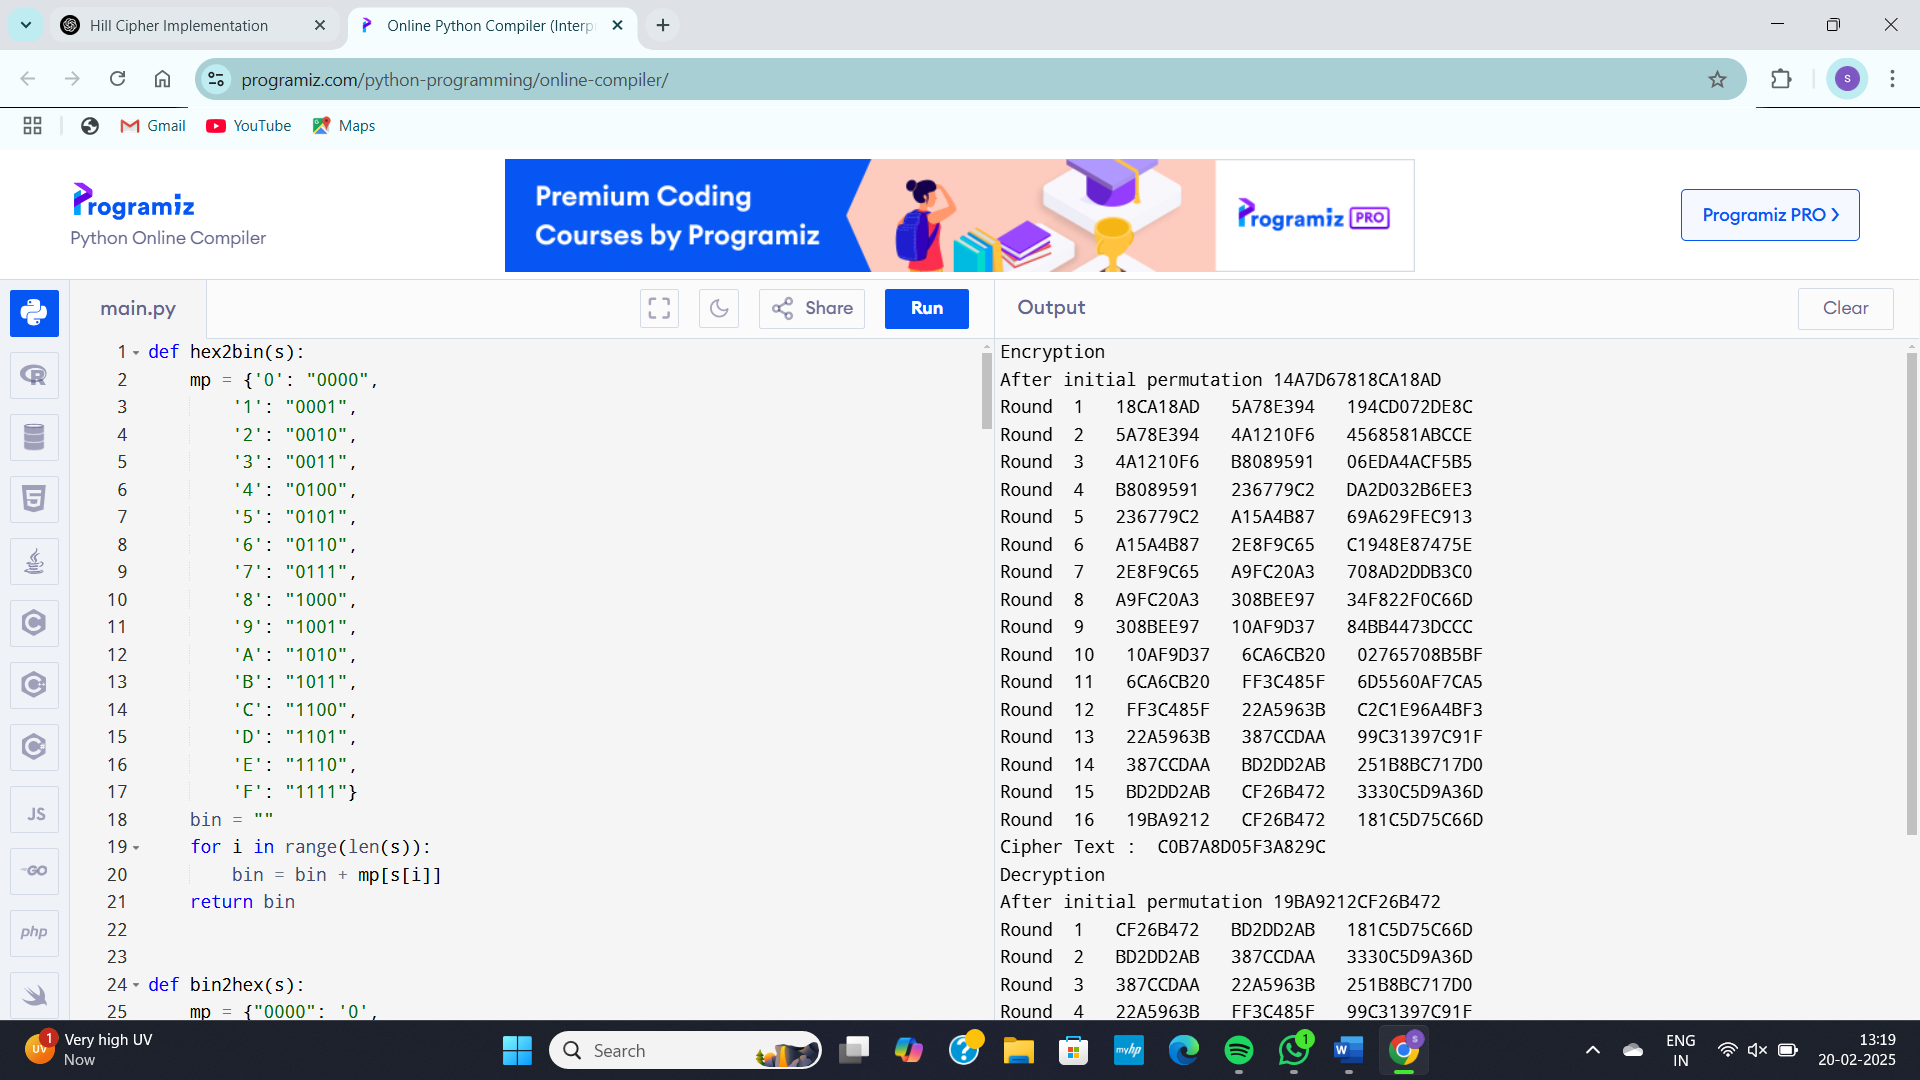 Hill Cipher Implementation
Online Python Compiler (Interp
programiz.com/python-programming/online-compiler/
S
Gmail
YouTube
Maps
Programiz
Python Online Compiler
Premium Coding
Courses by Programiz
Programiz PRO
Programiz PRO
main.py
Share
Run
Output
Clear
1 def hex2bin(s):
2 mp = {'0': "0000",
3 '1': "0001",
4 '2': "0010",
5 '3': "0011",
6 '4': "0100",
7 '5': "0101",
8 '6': "0110",
9 '7': "0111",
10 '8': "1000",
11 '9': "1001",
12 'A': "1010",
13 'B': "1011",
14 'C': "1100",
15 'D': "1101",
16 'E': "1110",
17 'F': "1111"}
18 bin = ""
19 for i in range(len(s)):
20 bin = bin + mp[s[i]]
21 return bin
22
23
24 def bin2hex(s):
25 mp = {"0000": '0',
Encryption
After initial permutation 14A7D67818CA18AD
Round 1 18CA18AD 5A78E394 194CD072DE8C
Round 2 5A78E394 4A1210F6 4568581ABCCE
Round 3 4A1210F6 B8089591 06EDA4ACF5B5
Round 4 B8089591 236779C2 DA2D032B6EE3
Round 5 236779C2 A15A4B87 69A629FEC913
Round 6 A15A4B87 2E8F9C65 C1948E87475E
Round 7 2E8F9C65 A9FC20A3 708AD2DDB3C0
Round 8 A9FC20A3 308BEE97 34F822F0C66D
Round 9 308BEE97 10AF9D37 84BB4473DCCC
Round 10 10AF9D37 6CA6CB20 02765708B5BF
Round 11 6CA6CB20 FF3C485F 6D5560AF7CA5
Round 12 FF3C485F 22A5963B C2C1E96A4BF3
Round 13 22A5963B 387CCDAA 99C31397C91F
Round 14 387CCDAA BD2DD2AB 251B8BC717D0
Round 15 BD2DD2AB CF26B472 3330C5D9A36D
Round 16 19BA9212 CF26B472 181C5D75C66D
Cipher Text : C0B7A8D05F3A829C
Decryption
After initial permutation 19BA9212CF26B472
Round 1 CF26B472 BD2DD2AB 181C5D75C66D
Round 2 BD2DD2AB 387CCDAA 3330C5D9A36D
Round 3 387CCDAA 22A5963B 251B8BC717D0
Round 4 22A5963B FF3C485F 99C31397C91F
R
5
C
C
C
JS
GO
php
UV
1
Very high UV
Now
Search
myhp
1
W
S
ENG
IN
13:19
20-02-2025